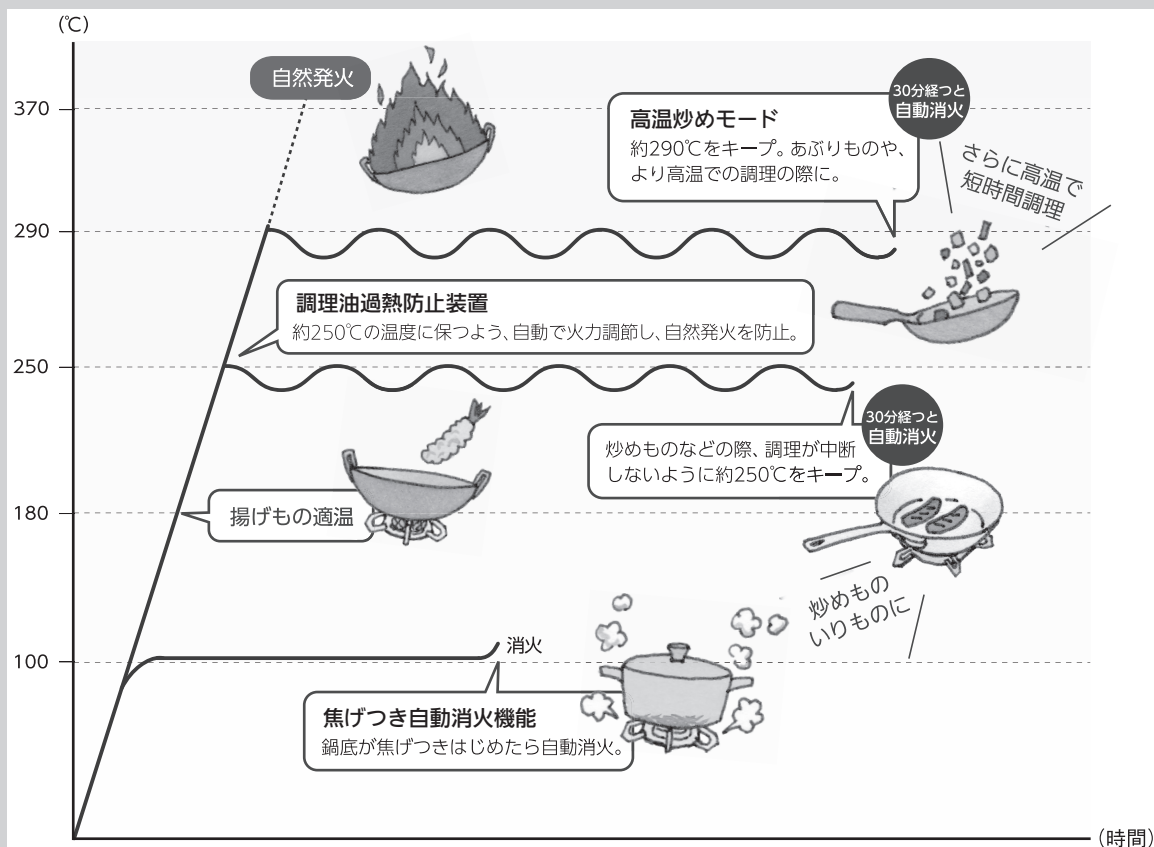 (℃)
自然発火
370
高温炒めモード
約290℃をキープ。あぶりものや、
より高温での調理の際に。
30分経つと
自動消火
さらに高温で
短時間調理
290
調理油過熱防止装置
約250℃の温度に保つよう、自動で火力調節し、自然発火を防止。
250
炒めものなどの際、調理が中断
しないように約250℃をキープ。
30分経つと
自動消火
180
揚げもの適温
炒めもの
いりものに
100
消火
焦げつき自動消火機能
鍋底が焦げつきはじめたら自動消火。
(時間)